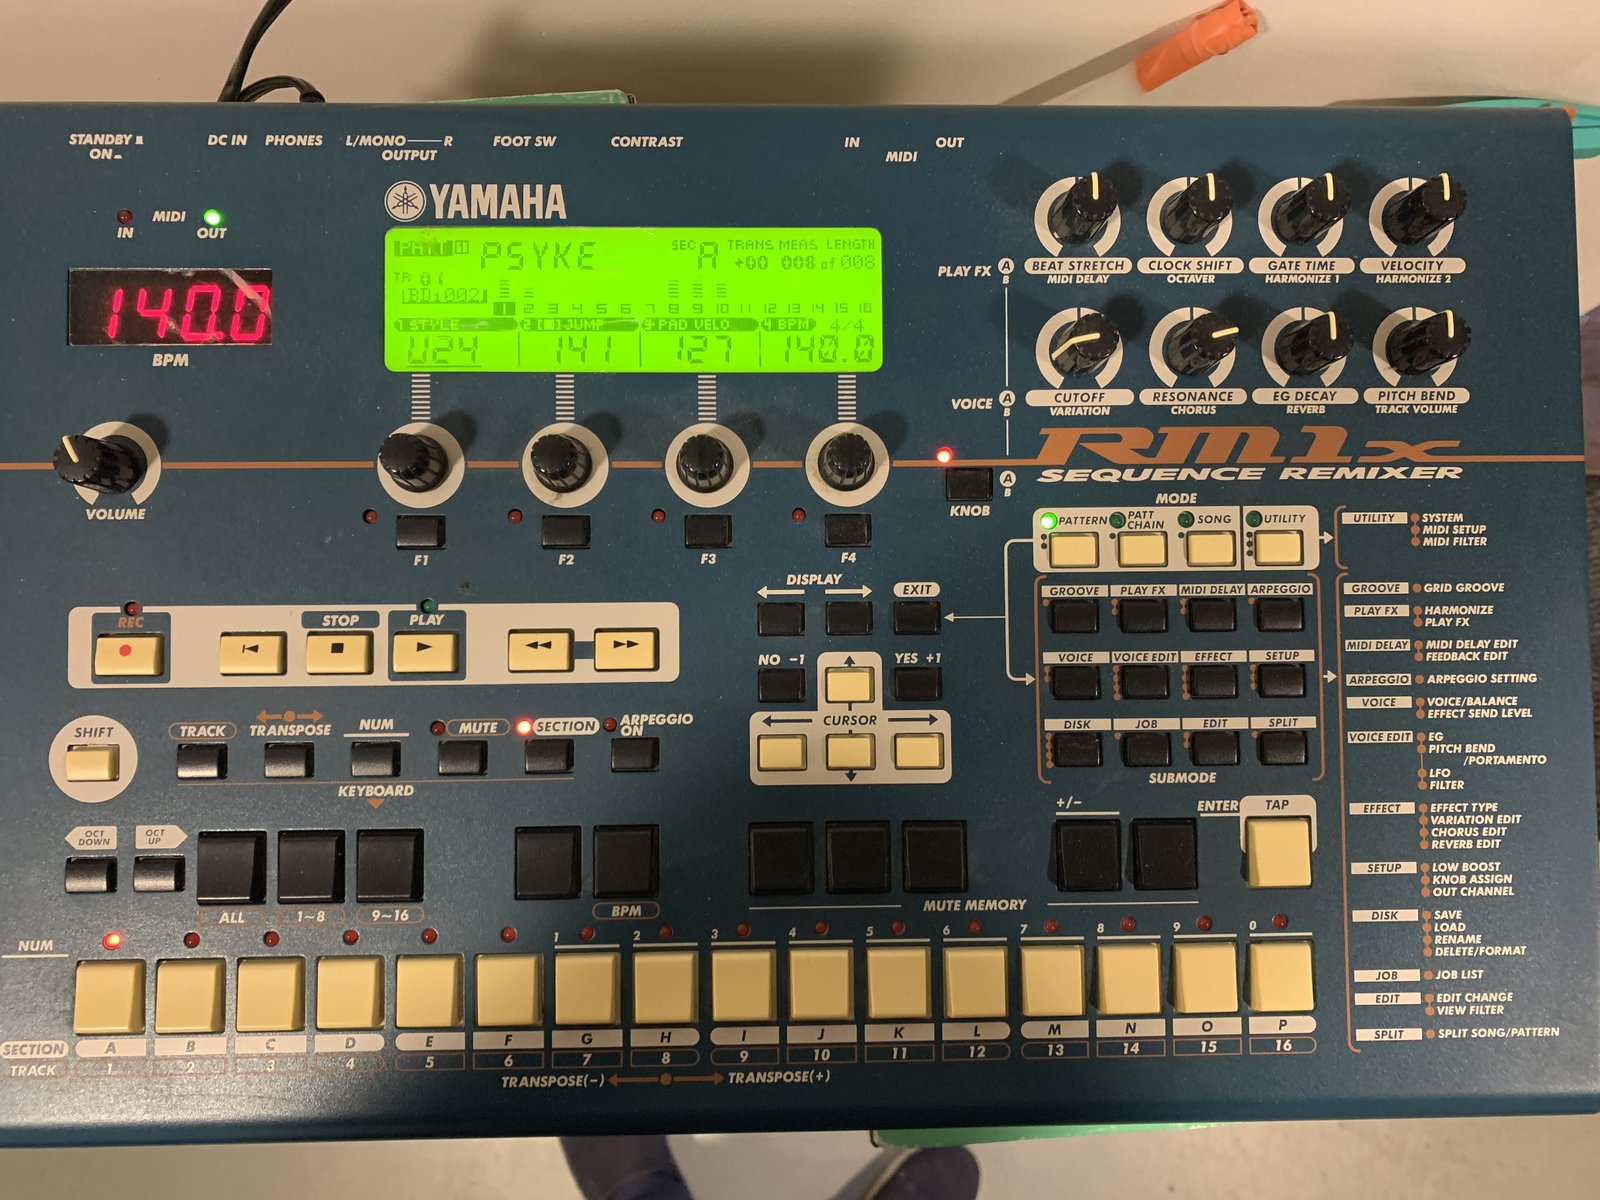 STANDBY
ON
DC IN PHONES L/MONO R FOOT SW CONTRAST IN OUT
OUTPUT MIDI
YAMAHA
MIDI
IN OUT
140.0
BPM
PATT PSYKE SEC A TRANS MEAS LENGTH
+00 008 of 008
TR
BD:002
1 2 3 4 5 6 7 8 9 10 11 12 13 14 15 16
1 STYLE 2 JUMP 3 PAD VELO 4 BPM 4/4
U24 141 127 140.0
PLAY FX A
B
BEAT STRETCH CLOCK SHIFT GATE TIME VELOCITY
MIDI DELAY OCTAVER HARMONIZE 1 HARMONIZE 2
VOICE A
B
CUTOFF RESONANCE EG DECAY PITCH BEND
VARIATION CHORUS REVERB TRACK VOLUME
RM1x
SEQUENCE REMIXER
A
B
KNOB
VOLUME
F1 F2 F3 F4
MODE
PATTERN PATT CHAIN SONG UTILITY
DISPLAY
EXIT
NO -1 YES +1
CURSOR
GROOVE PLAY FX MIDI DELAY ARPEGGIO
VOICE VOICE EDIT EFFECT SETUP
DISK JOB EDIT SPLIT
SUBMODE
REC STOP PLAY
SHIFT
TRACK TRANSPOSE NUM MUTE SECTION ARPEGGIO
ON
KEYBOARD
OCT DOWN OCT UP
ALL 1~8 9~16 BPM
MUTE MEMORY
+/- ENTER TAP
NUM 1 2 3 4 5 6 7 8 9 0
SECTION A B C D E F G H I J K L M N O P
TRACK 1 2 3 4 5 6 7 8 9 10 11 12 13 14 15 16
TRANSPOSE(-) TRANSPOSE(+)
UTILITY SYSTEM
MIDI SETUP
MIDI FILTER
GROOVE GRID GROOVE
PLAY FX HARMONIZE
PLAY FX
MIDI DELAY MIDI DELAY EDIT
FEEDBACK EDIT
ARPEGGIO ARPEGGIO SETTING
VOICE VOICE/BALANCE
EFFECT SEND LEVEL
VOICE EDIT EG
PITCH BEND
/PORTAMENTO
LFO
FILTER
EFFECT EFFECT TYPE
VARIATION EDIT
CHORUS EDIT
REVERB EDIT
SETUP LOW BOOST
KNOB ASSIGN
OUT CHANNEL
DISK SAVE
LOAD
RENAME
DELETE/FORMAT
JOB JOB LIST
EDIT EDIT CHANGE
VIEW FILTER
SPLIT SPLIT SONG/PATTERN